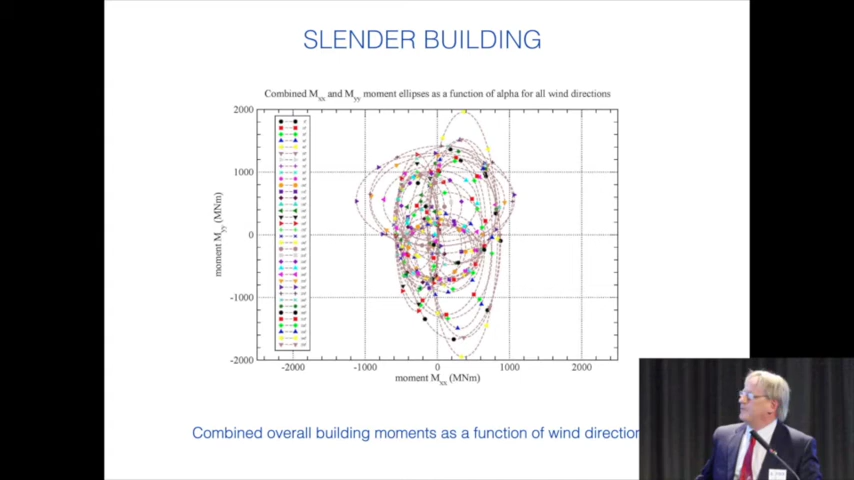 SLENDER BUILDING
Combined Mxx and Myy moment ellipses as a function of alpha for all wind directions
2000
1000
0
-1000
-2000
moment Myy (MNm)
-2000 -1000 0 1000 2000
moment Mxx (MNm)
Combined overall building moments as a function of wind direction